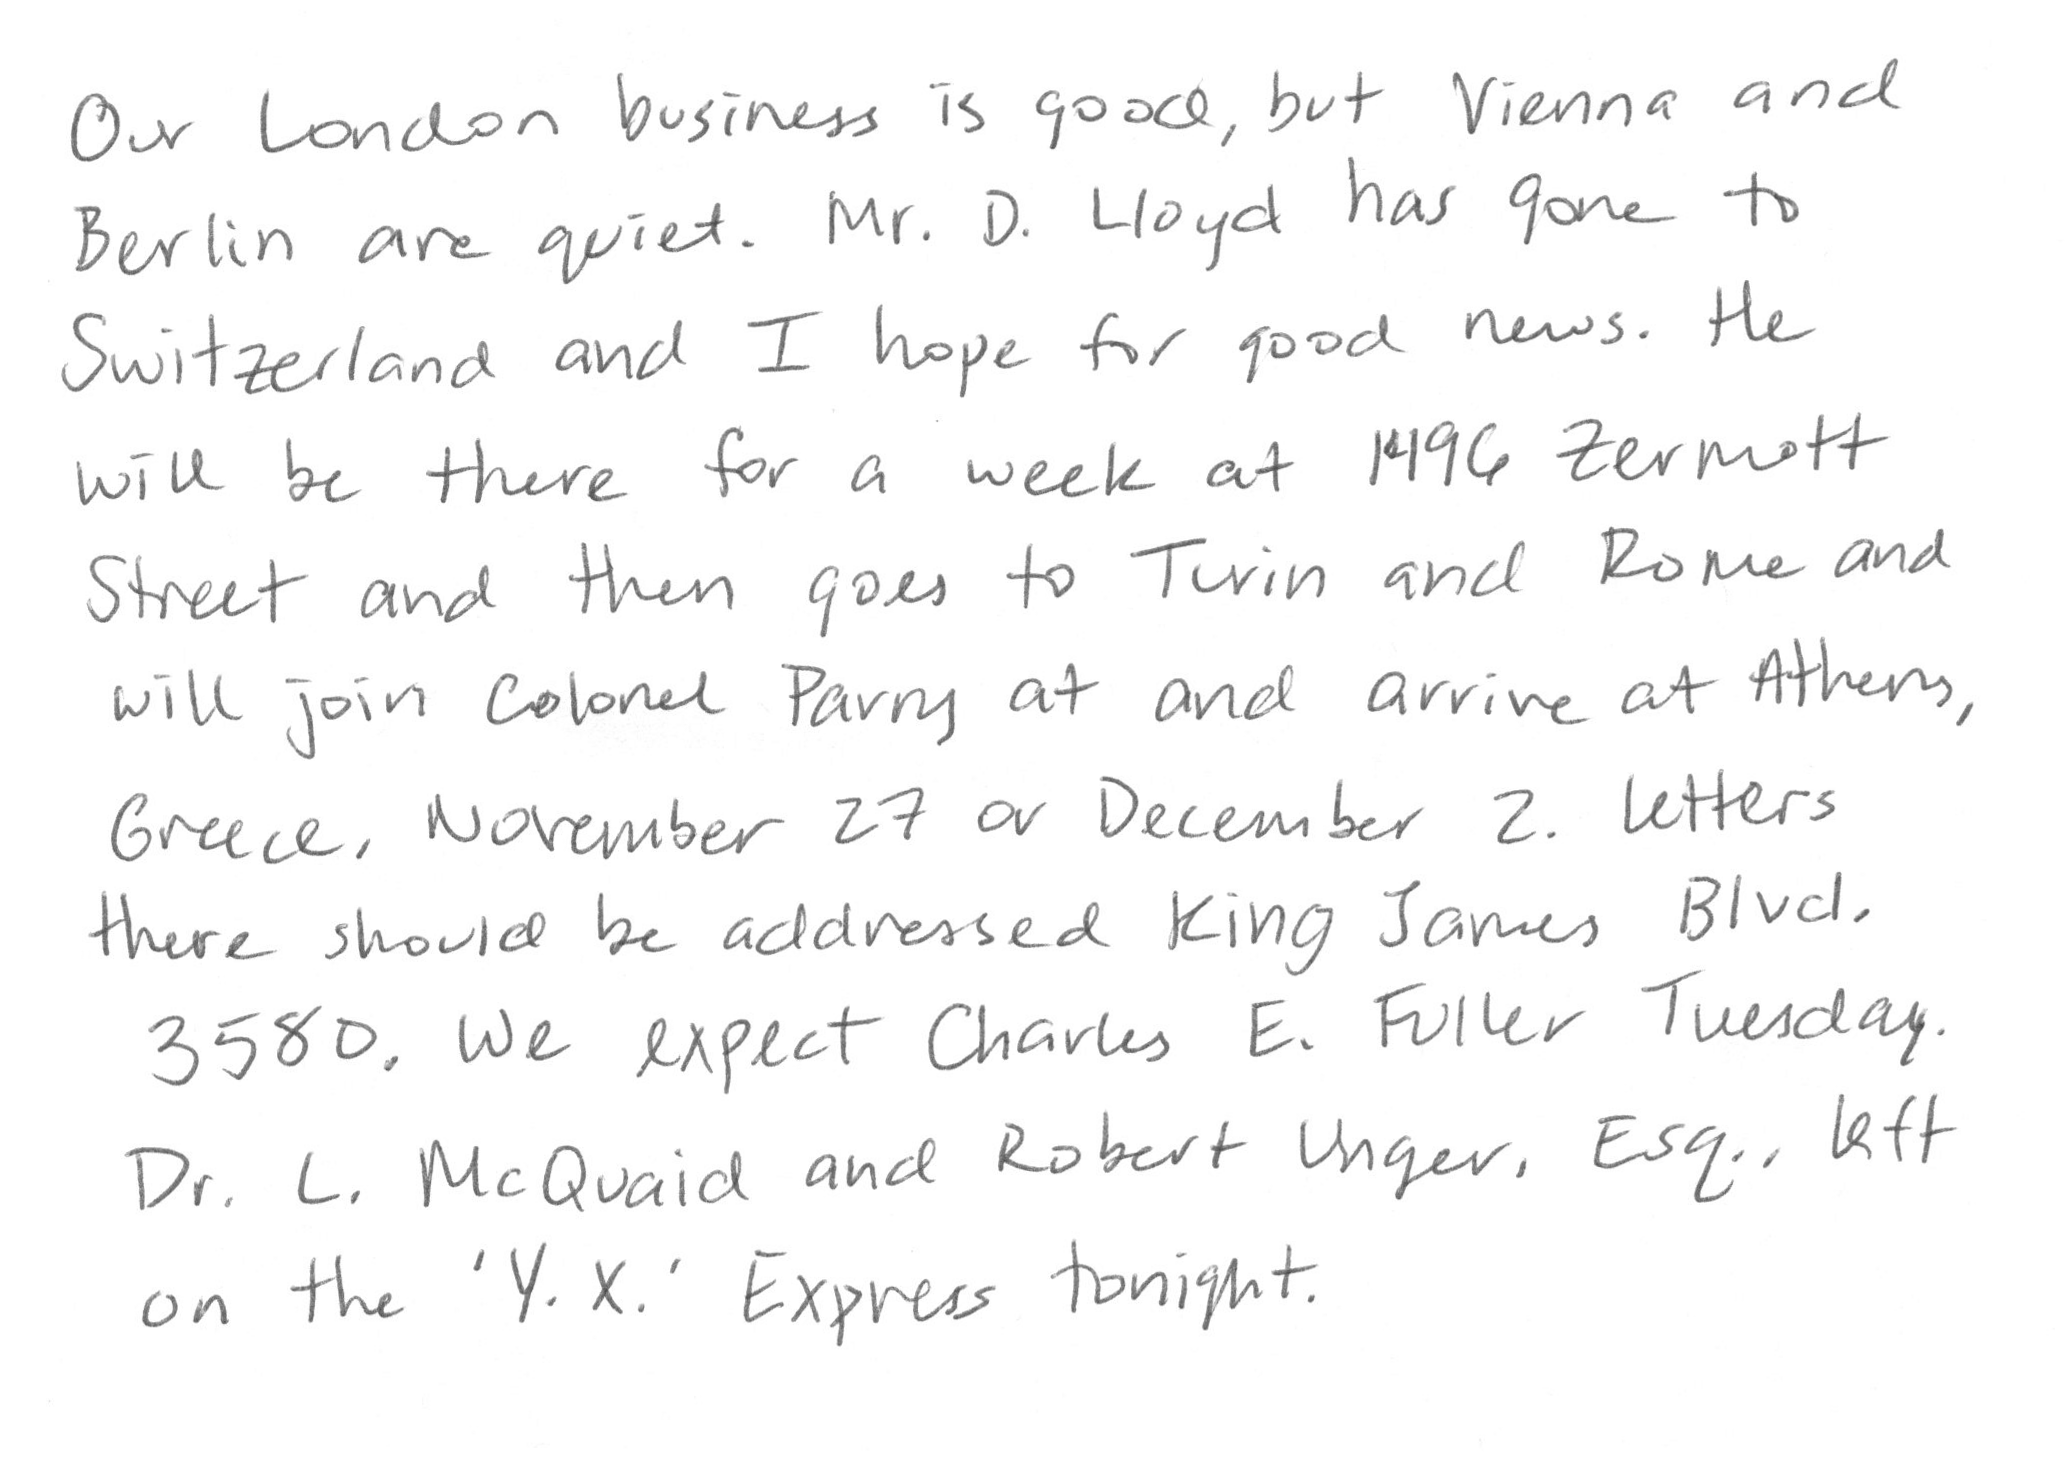 Our London business is good, but Vienna and
Berlin are quiet. Mr. D. Lloyd has gone to
Switzerland and I hope for good news. He
will be there for a week at 1496 Zermott
Street and then goes to Turin and Rome and
will join Colonel Parry at and arrive at Athens,
Greece, November 27 or December 2. Letters
there should be addressed King James Blvd.
3580. We expect Charles E. Fuller Tuesday.
Dr. L. McQuaid and Robert Unger, Esq., left
on the 'Y. X.' Express tonight.